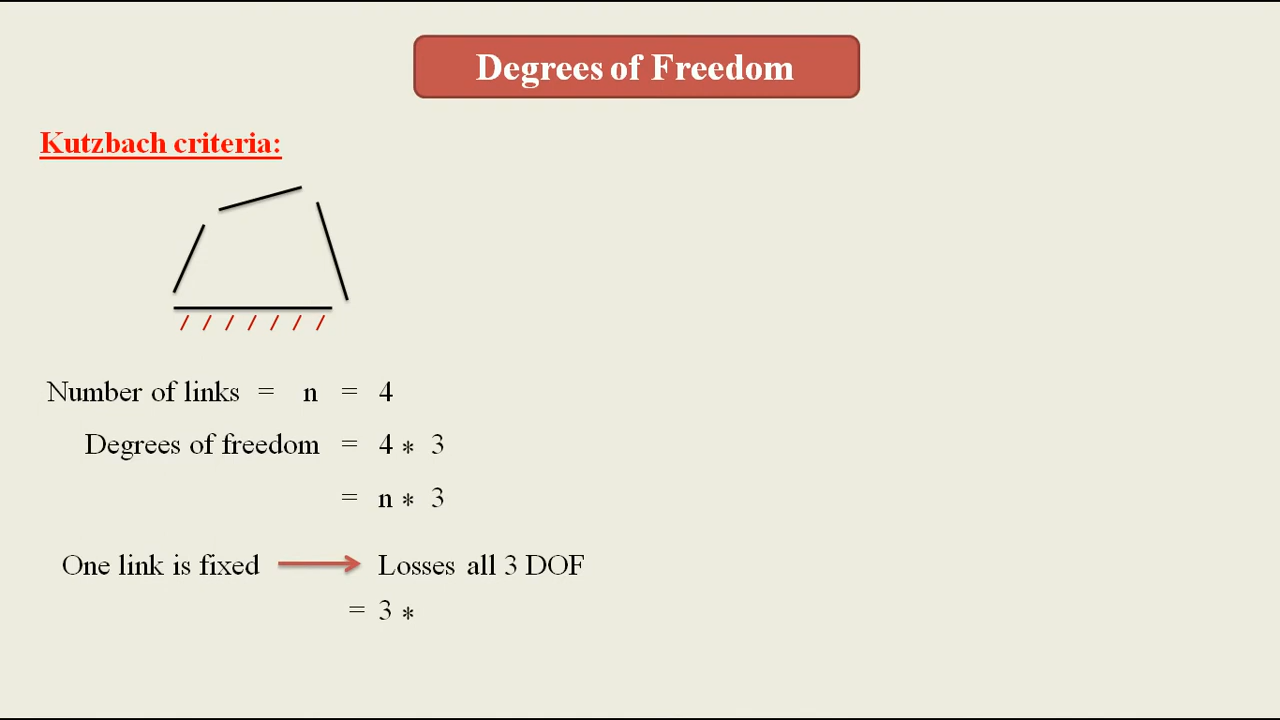 Degrees of Freedom
Kutzbach criteria:
Number of links = n = 4
Degrees of freedom = 4 * 3
= n * 3
One link is fixed Losses all 3 DOF
= 3 *